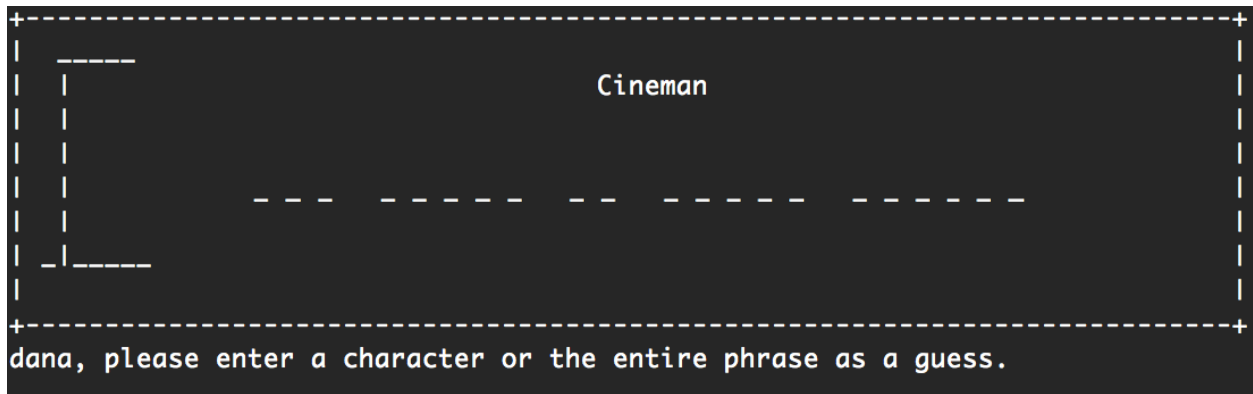 Cineman
_ _ _   _ _ _ _ _   _ _   _ _ _ _ _   _ _ _ _ _ _
dana, please enter a character or the entire phrase as a guess.